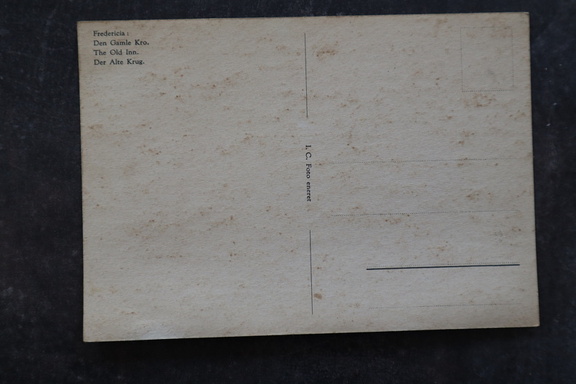 Fredericia:
Den Gamle Kro.
The Old Inn.
Der Alte Krug.
I. C. Foto eneret